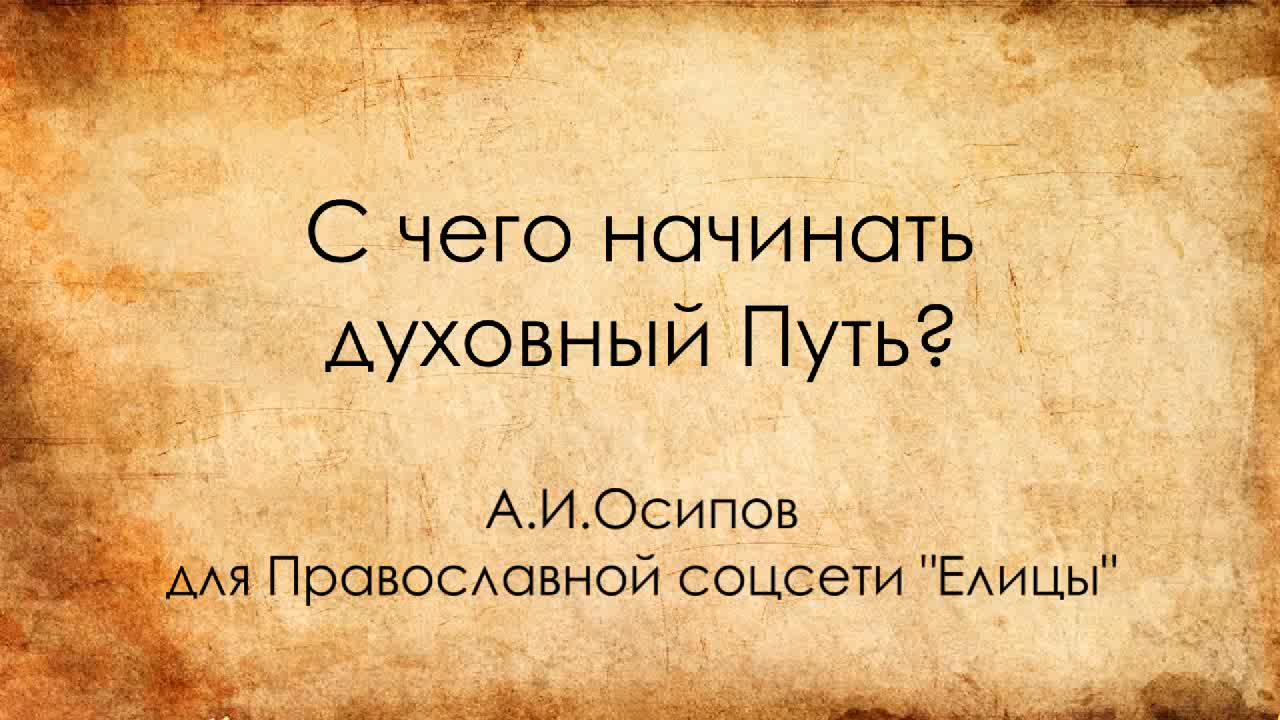 С чего начинать
духовный Путь?
А.И.Осипов
для Православной соцсети "Елицы"